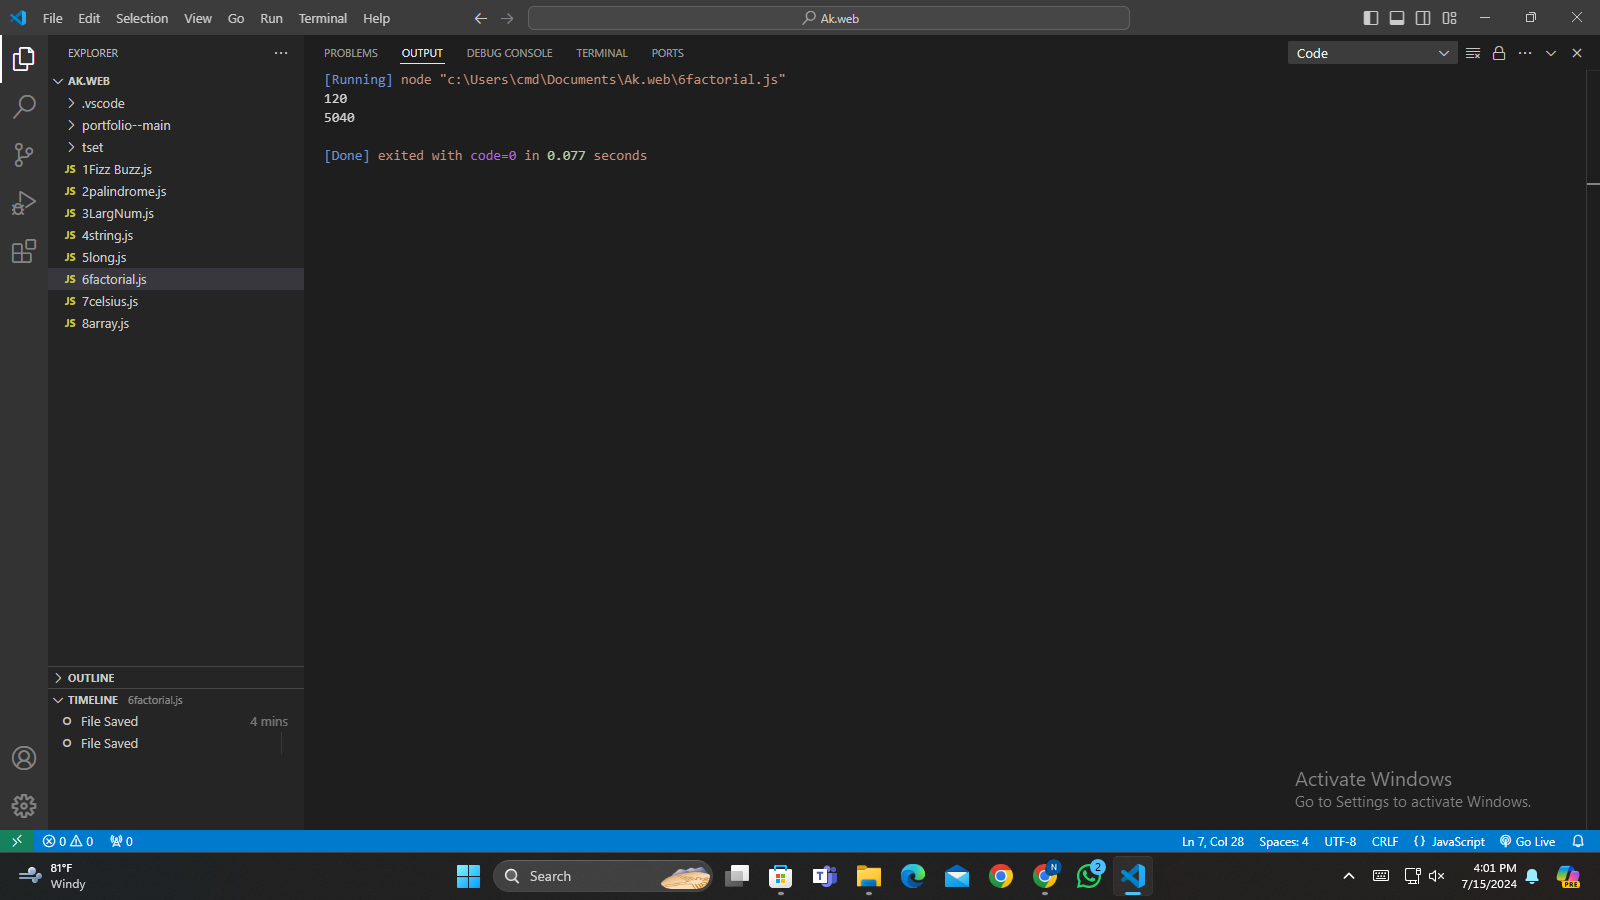 File Edit Selection View Go Run Terminal Help
Ak.web
EXPLORER
AK.WEB
.vscode
portfolio--main
tset
JS 1Fizz Buzz.js
JS 2palindrome.js
JS 3LargNum.js
JS 4string.js
JS 5long.js
JS 6factorial.js
JS 7celsius.js
JS 8array.js
OUTLINE
TIMELINE 6factorial.js
File Saved 4 mins
File Saved
PROBLEMS OUTPUT DEBUG CONSOLE TERMINAL PORTS
Code
[Running] node "c:\Users\cmd\Documents\Ak.web\6factorial.js"
120
5040
[Done] exited with code=0 in 0.077 seconds
Activate Windows
Go to Settings to activate Windows.
0 0 0
Ln 7, Col 28 Spaces: 4 UTF-8 CRLF {} JavaScript Go Live
81°F
Windy
Search
N
2
4:01 PM
7/15/2024
PRE